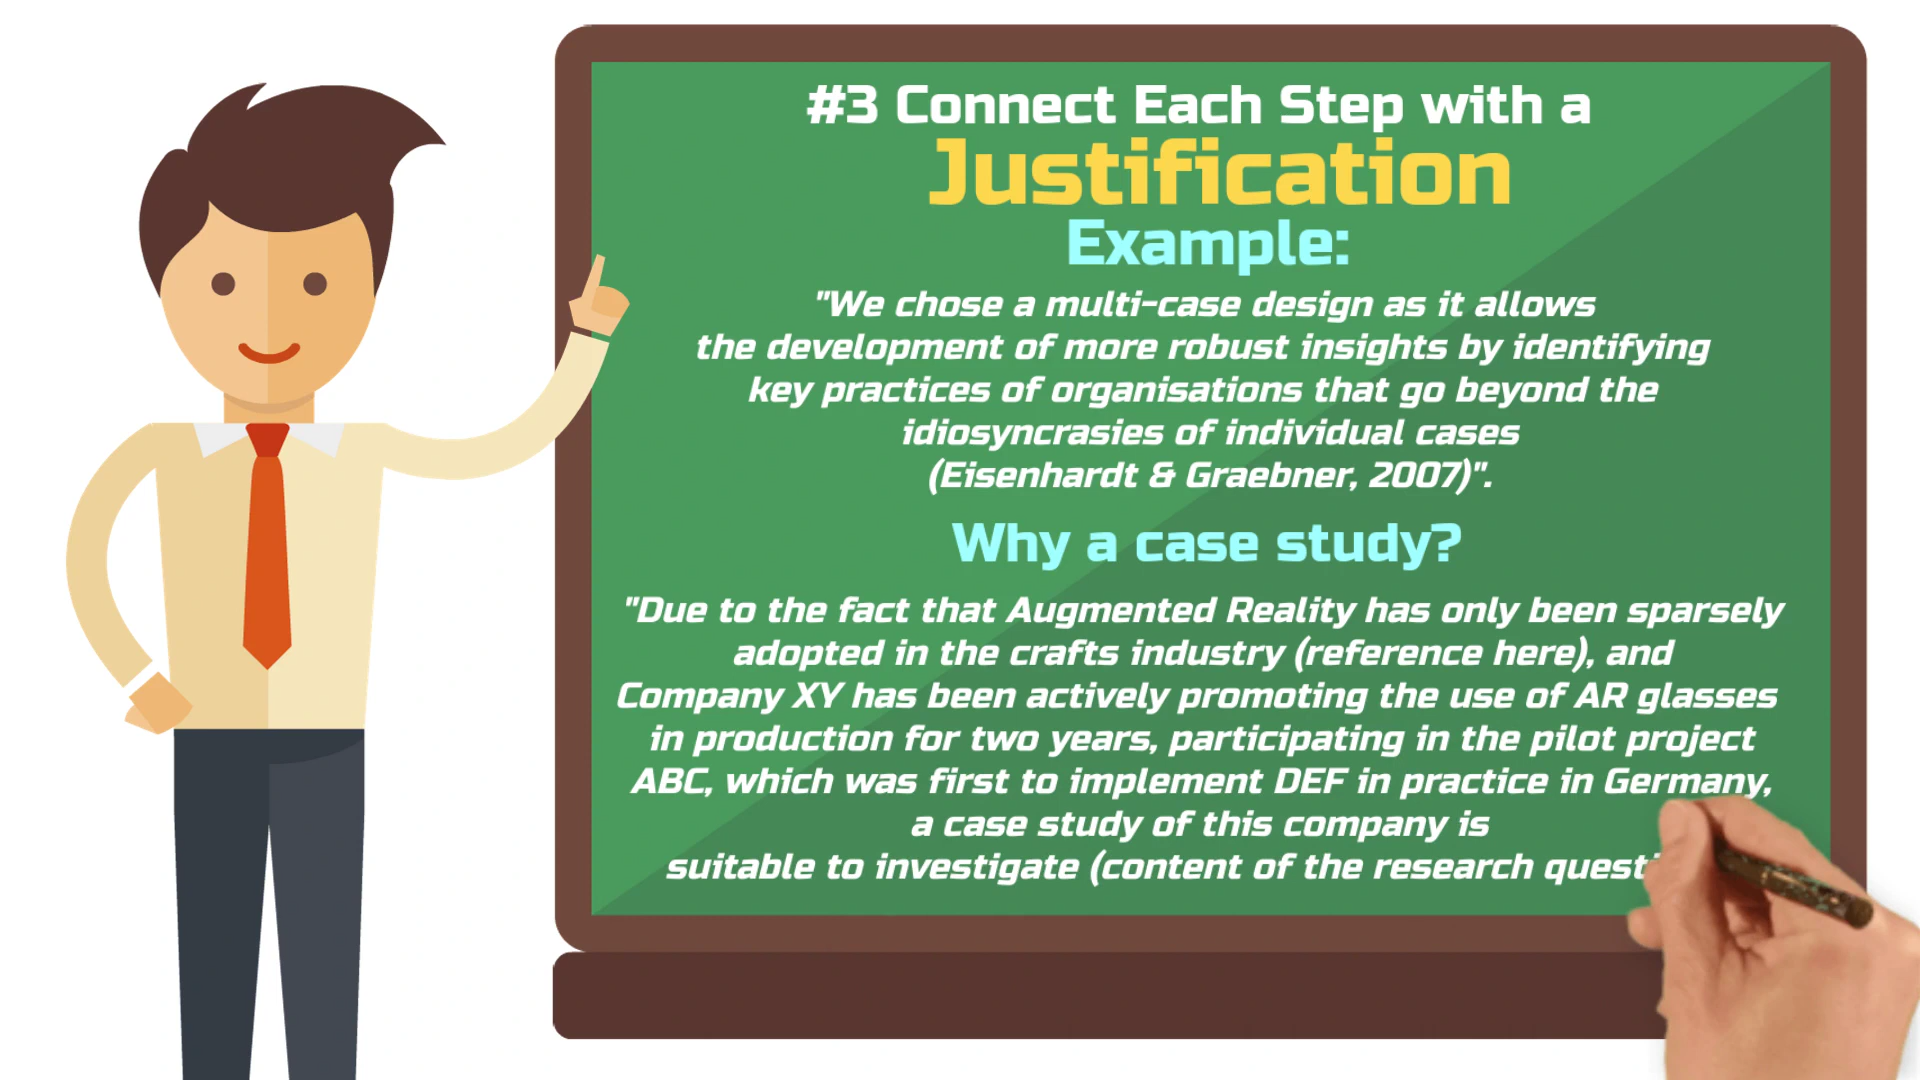 #3 Connect Each Step with a
Justification
Example:
"We chose a multi-case design as it allows
the development of more robust insights by identifying
key practices of organisations that go beyond the
idiosyncrasies of individual cases
(Eisenhardt & Graebner, 2007)".
Why a case study?
"Due to the fact that Augmented Reality has only been sparsely
adopted in the crafts industry (reference here), and
Company XY has been actively promoting the use of AR glasses
in production for two years, participating in the pilot project
ABC, which was first to implement DEF in practice in Germany,
a case study of this company is
suitable to investigate (content of the research